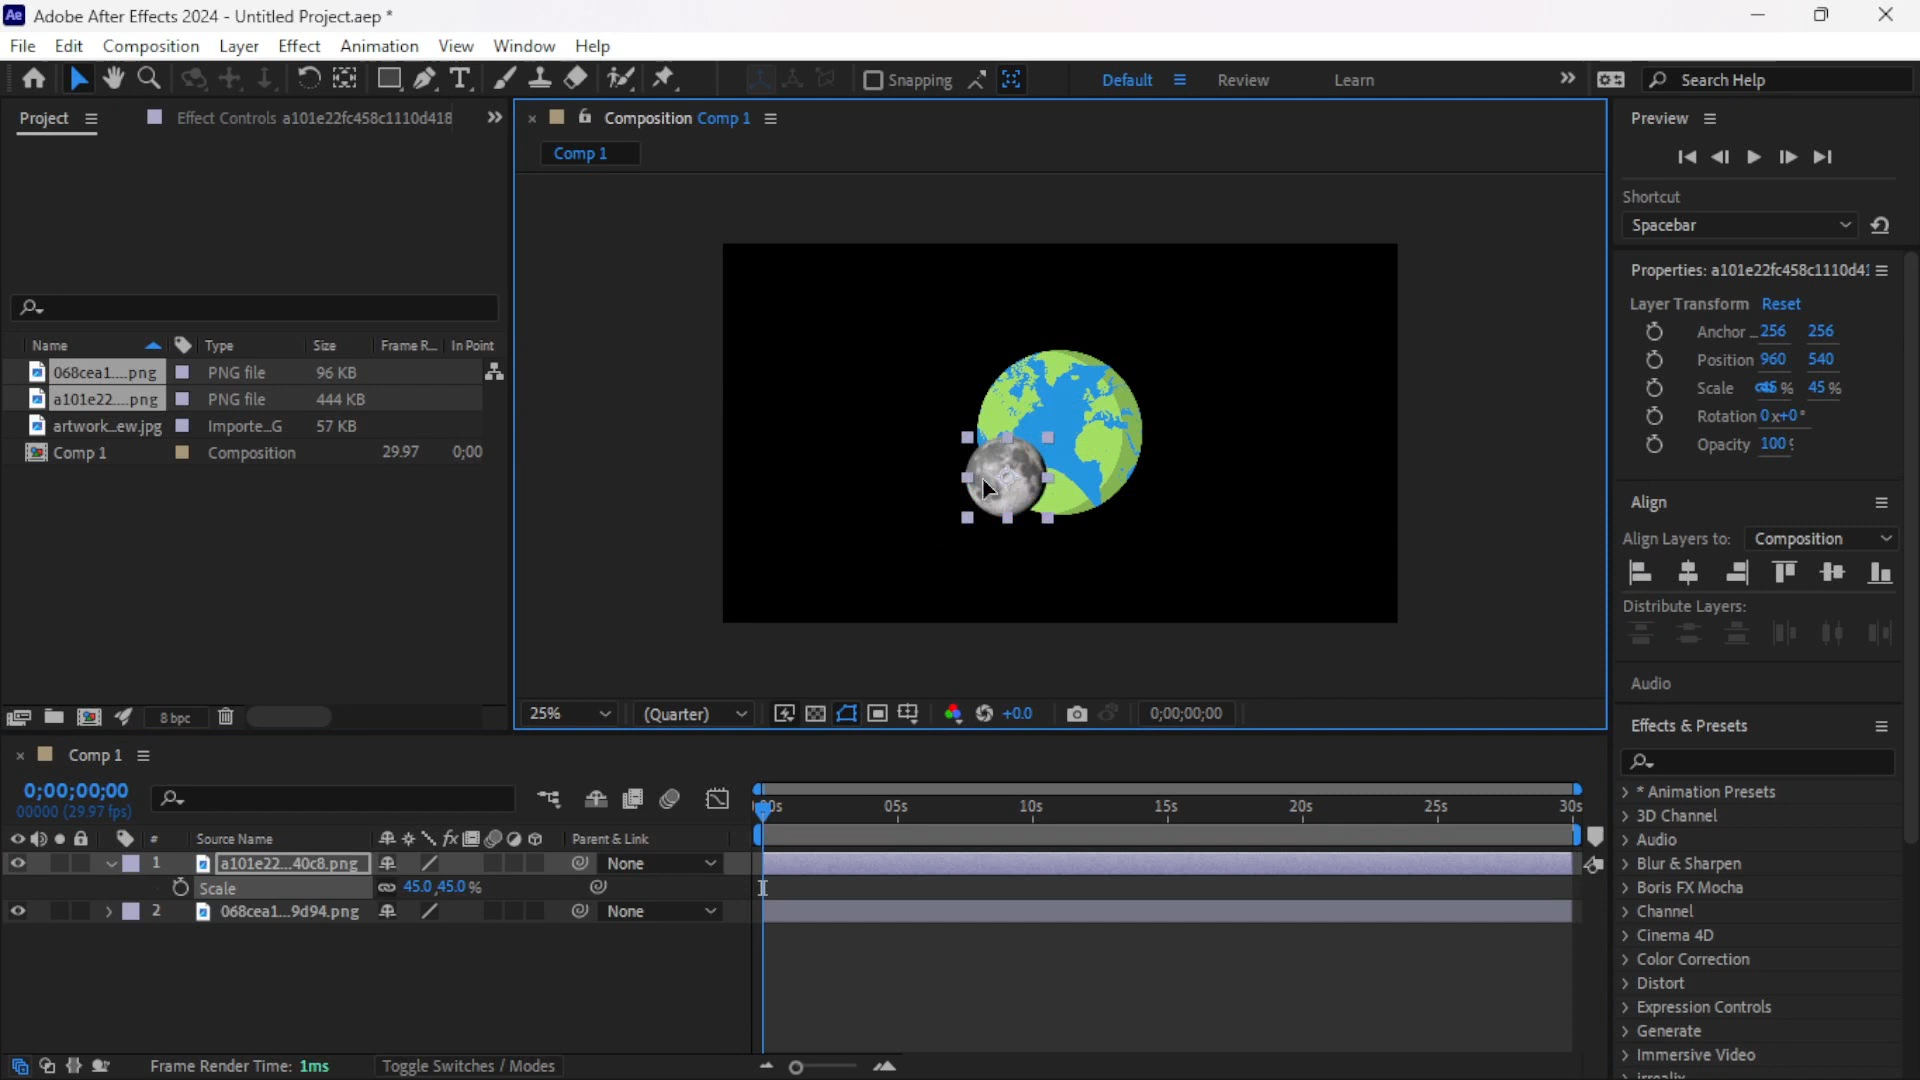 Adobe After Effects 2024 - Untitled Project.aep *
File Edit Composition Layer Effect Animation View Window Help
Snapping Default Review Learn Search Help
Project Effect Controls a101e22fc458c1110d418
Composition Comp 1
Comp 1
Name Type Size Frame R... In Point
068cea1....png PNG file 96 KB
a101e22....png PNG file 444 KB
artwork...ew.jpg Importe...G 57 KB
Comp 1 Composition 29.97 0;00
8 bpc
25% (Quarter) +0.0 0;00;00;00
Preview
Shortcut
Spacebar
Properties: a101e22fc458c1110d41
Layer Transform Reset
Anchor 256 256
Position 960 540
Scale 45 % 45 %
Rotation 0 x+0 °
Opacity 100
Align
Align Layers to: Composition
Distribute Layers:
Audio
Effects & Presets
> * Animation Presets
> 3D Channel
> Audio
> Blur & Sharpen
> Boris FX Mocha
> Channel
> Cinema 4D
> Color Correction
> Distort
> Expression Controls
> Generate
> Immersive Video
Comp 1
0;00;00;00
00000 (29.97 fps)
05s 10s 15s 20s 25s 30s
# Source Name fx Parent & Link
1 a101e22...40c8.png None
Scale 45.0,45.0 %
2 068cea1...9d94.png None
Frame Render Time: 1ms Toggle Switches / Modes